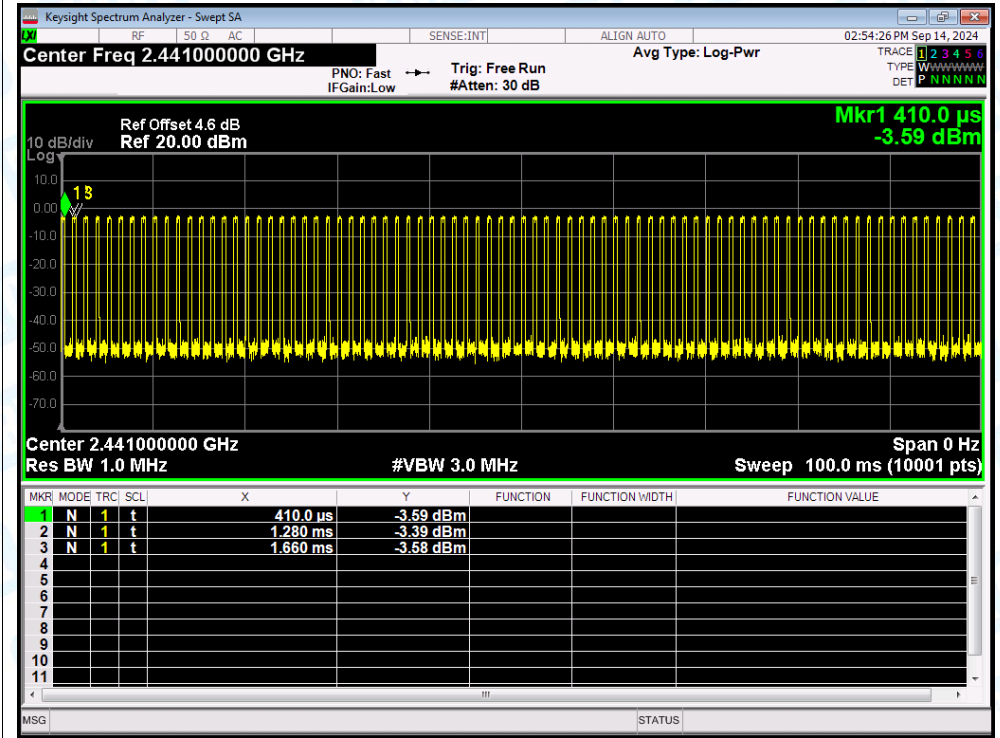 Keysight Spectrum Analyzer - Swept SA
LXI RF 50 Ω AC SENSE:INT ALIGN AUTO 02:54:26 PM Sep 14, 2024
Center Freq 2.441000000 GHz
PNO: Fast
IFGain:Low
Trig: Free Run
#Atten: 30 dB
Avg Type: Log-Pwr
TRACE 1 2 3 4 5 6
TYPE WWWWWW
DET P N N N N N
Mkr1 410.0 µs
-3.59 dBm
Ref Offset 4.6 dB
10 dB/div Ref 20.00 dBm
Log
10.0
0.00
-10.0
-20.0
-30.0
-40.0
-50.0
-60.0
-70.0
1 3
Center 2.441000000 GHz Span 0 Hz
Res BW 1.0 MHz #VBW 3.0 MHz Sweep 100.0 ms (10001 pts)
MKR MODE TRC SCL X Y FUNCTION FUNCTION WIDTH FUNCTION VALUE
1 N 1 t 410.0 µs -3.59 dBm
2 N 1 t 1.280 ms -3.39 dBm
3 N 1 t 1.660 ms -3.58 dBm
4
5
6
7
8
9
10
11
MSG STATUS